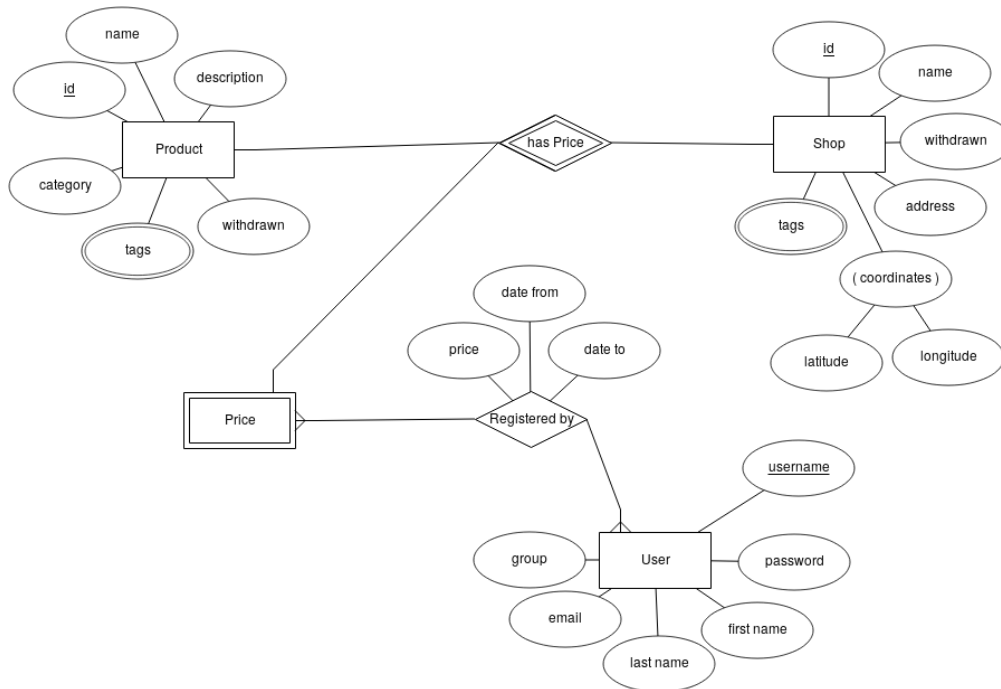 name
id
description
Product
category
withdrawn
tags
has Price
id
name
Shop
withdrawn
address
tags
( coordinates )
latitude
longitude
date from
price
date to
Price
Registered by
username
group
User
password
email
first name
last name